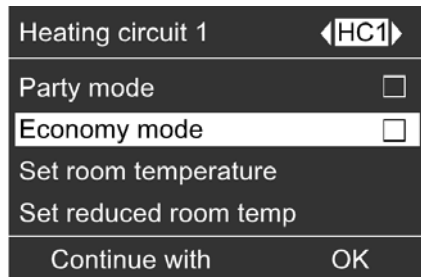 Heating circuit 1 HC1
Party mode
Economy mode
Set room temperature
Set reduced room temp
Continue with OK